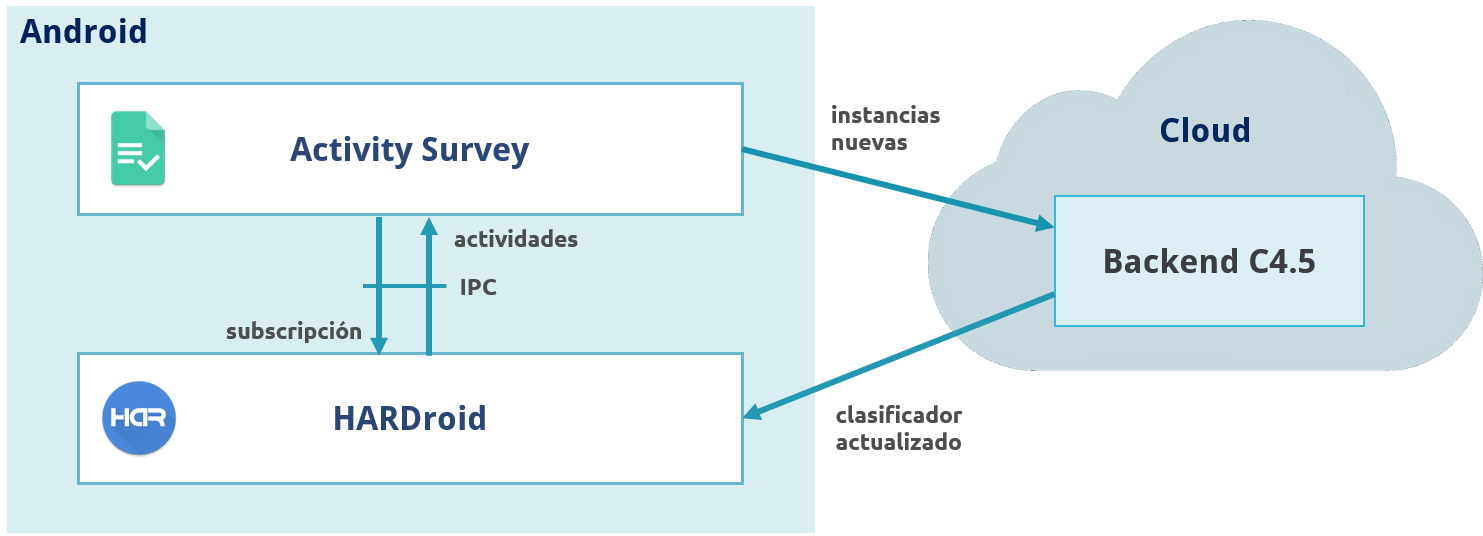 Android
Activity Survey
instancias
nuevas
Cloud
Backend C4.5
actividades
IPC
subscripción
HAR
HARDroid
clasificador
actualizado